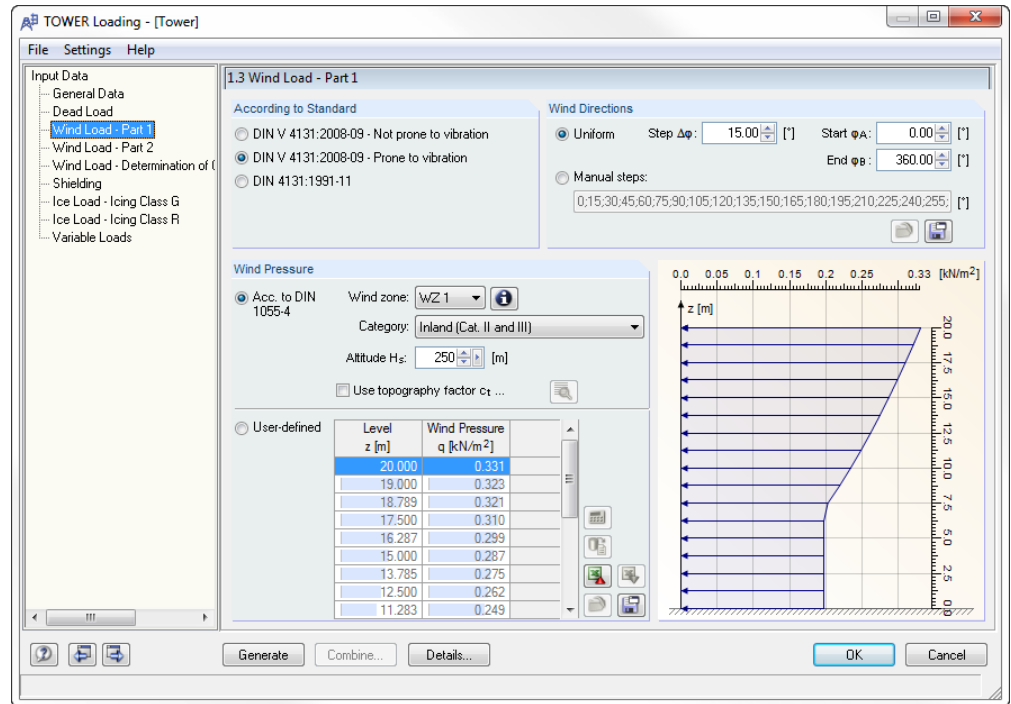 TOWER Loading - [Tower]
File Settings Help
Input Data
General Data
Dead Load
Wind Load - Part 1
Wind Load - Part 2
Wind Load - Determination of
Shielding
Ice Load - Icing Class G
Ice Load - Icing Class R
Variable Loads
1.3 Wind Load - Part 1
According to Standard
DIN V 4131:2008-09 - Not prone to vibration
DIN V 4131:2008-09 - Prone to vibration
DIN 4131:1991-11
Wind Directions
Uniform Step Δφ: 15.00 [°] Start φA: 0.00 [°]
End φB: 360.00 [°]
Manual steps:
0;15;30;45;60;75;90;105;120;135;150;165;180;195;210;225;240;255; [°]
Wind Pressure
Acc. to DIN 1055-4 Wind zone: WZ 1
Category: Inland (Cat. II and III)
Altitude Hs: 250 [m]
Use topography factor ct ...
User-defined
Level Wind Pressure
z [m] q [kN/m²]
20.000 0.331
19.000 0.323
18.789 0.321
17.500 0.310
16.287 0.299
15.000 0.287
13.785 0.275
12.500 0.262
11.283 0.249
0.0 0.05 0.1 0.15 0.2 0.25 0.33 [kN/m²]
z [m]
20.0
17.5
15.0
12.5
10.0
7.5
5.0
2.5
0.0
Generate Combine... Details... OK Cancel